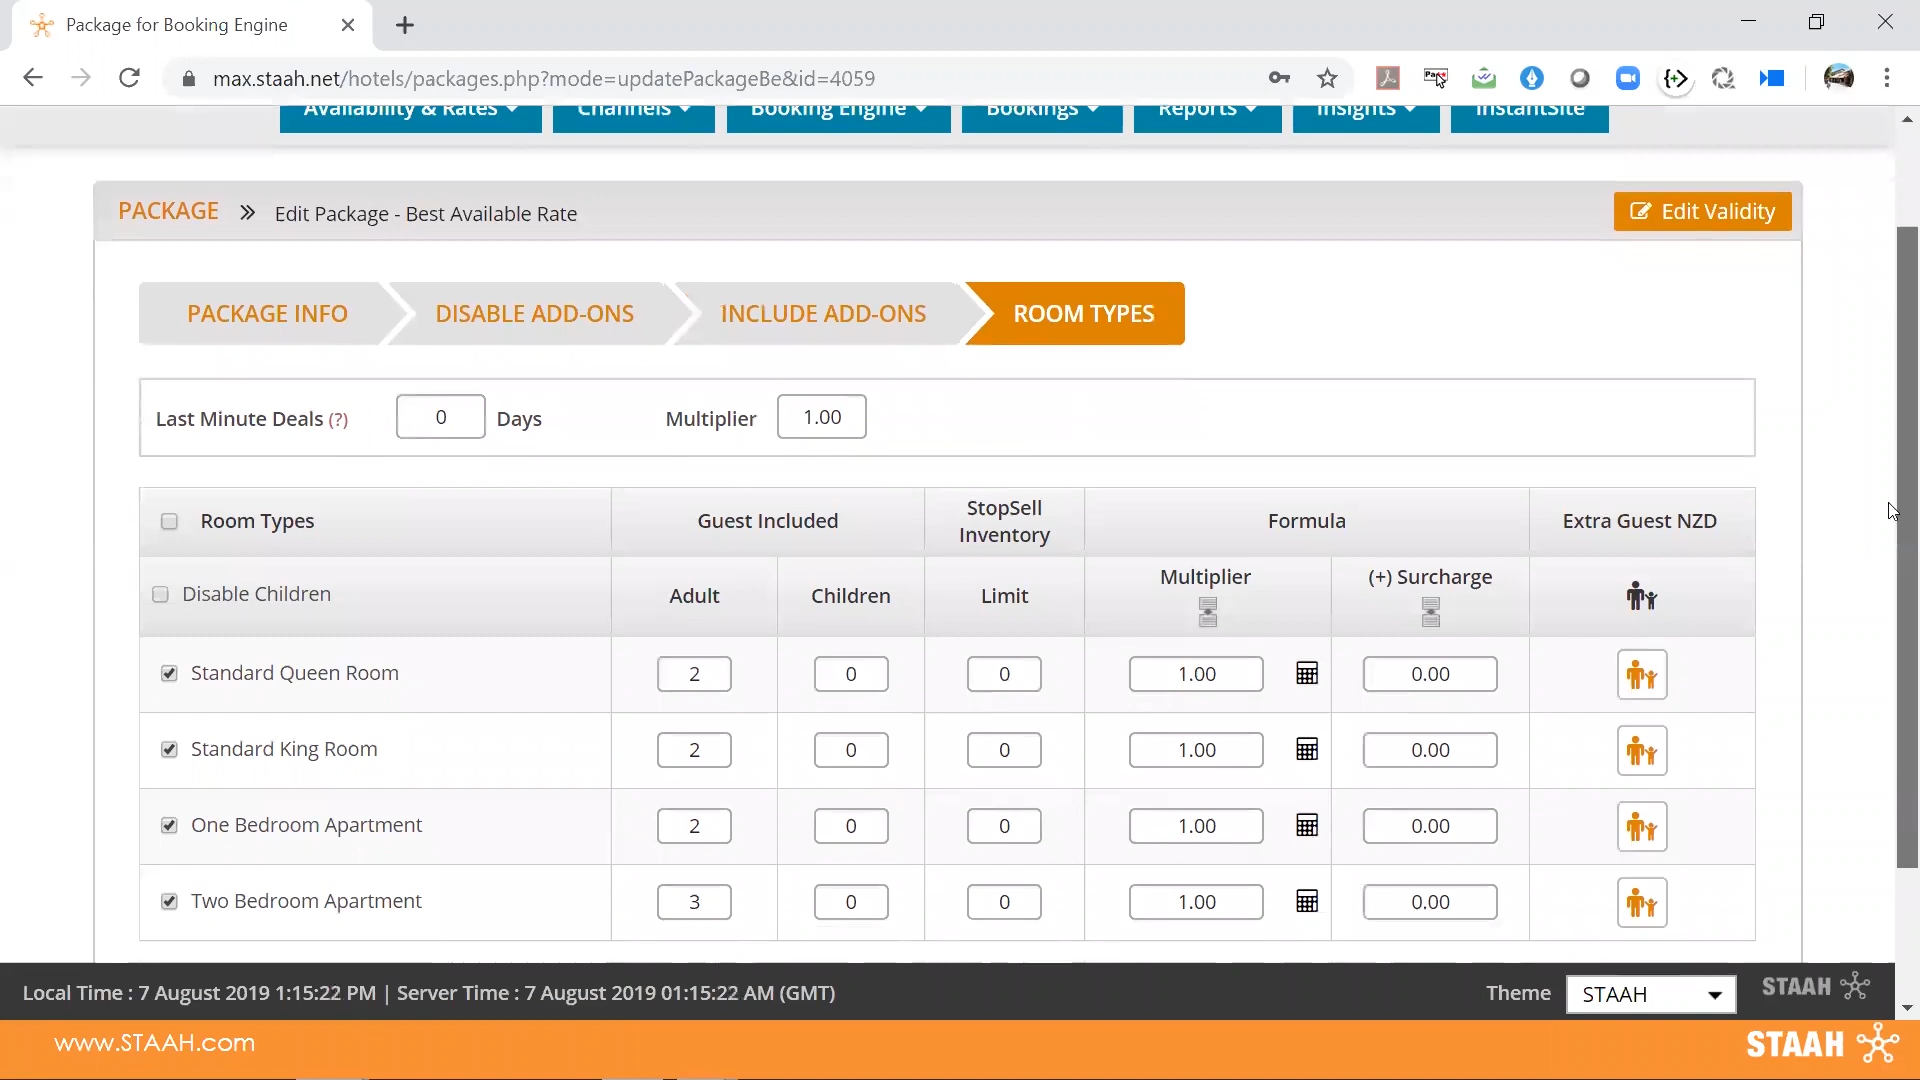 Package for Booking Engine
max.staah.net/hotels/packages.php?mode=updatePackageBe&id=4059
Availability & Rates Channels Booking Engine Bookings Reports Insights InstantSite
PACKAGE » Edit Package - Best Available Rate Edit Validity
PACKAGE INFO DISABLE ADD-ONS INCLUDE ADD-ONS ROOM TYPES
Last Minute Deals (?) 0 Days Multiplier 1.00
Room Types Guest Included StopSell Inventory Formula Extra Guest NZD
Disable Children Adult Children Limit Multiplier (+) Surcharge
Standard Queen Room 2 0 0 1.00 0.00
Standard King Room 2 0 0 1.00 0.00
One Bedroom Apartment 2 0 0 1.00 0.00
Two Bedroom Apartment 3 0 0 1.00 0.00
Local Time : 7 August 2019 1:15:22 PM | Server Time : 7 August 2019 01:15:22 AM (GMT) Theme STAAH STAAH
www.STAAH.com STAAH